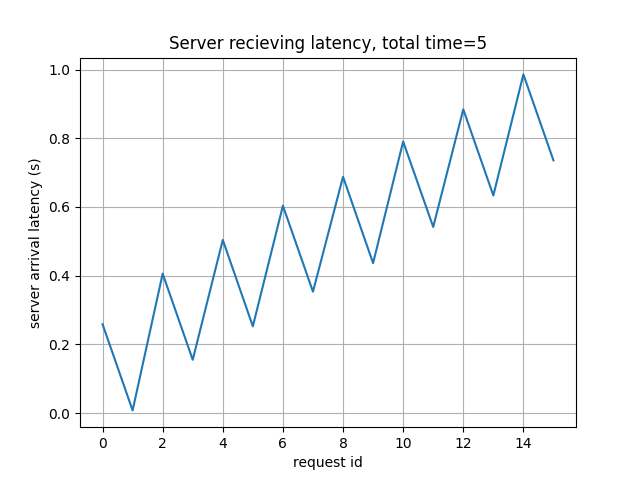 Server recieving latency, total time=5
1.0
0.8
0.6
0.4
0.2
0.0
server arrival latency (s)
0 2 4 6 8 10 12 14
request id